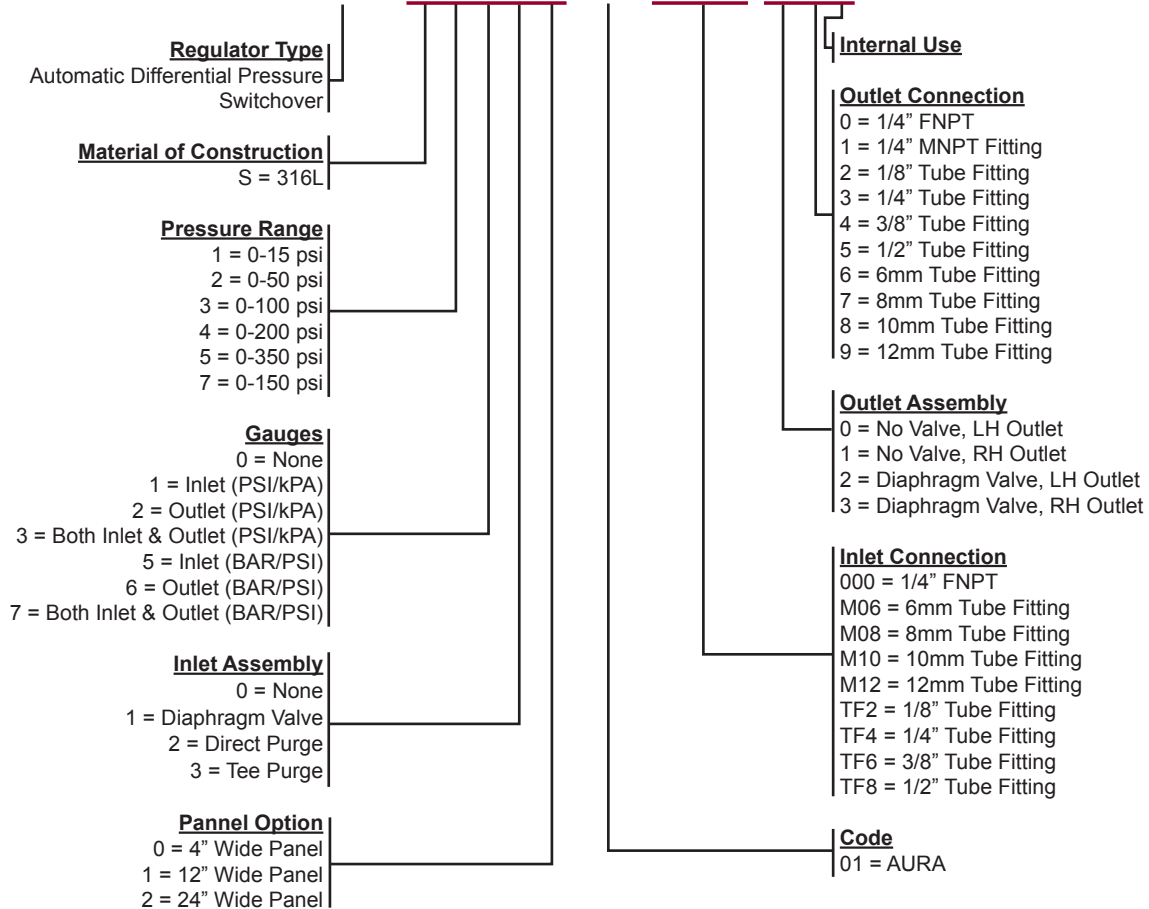 Regulator Type
Automatic Differential Pressure
Switchover
Material of Construction
S = 316L
Pressure Range
1 = 0-15 psi
2 = 0-50 psi
3 = 0-100 psi
4 = 0-200 psi
5 = 0-350 psi
7 = 0-150 psi
Gauges
0 = None
1 = Inlet (PSI/kPA)
2 = Outlet (PSI/kPA)
3 = Both Inlet & Outlet (PSI/kPA)
5 = Inlet (BAR/PSI)
6 = Outlet (BAR/PSI)
7 = Both Inlet & Outlet (BAR/PSI)
Inlet Assembly
0 = None
1 = Diaphragm Valve
2 = Direct Purge
3 = Tee Purge
Pannel Option
0 = 4” Wide Panel
1 = 12” Wide Panel
2 = 24” Wide Panel
Internal Use
Outlet Connection
0 = 1/4” FNPT
1 = 1/4” MNPT Fitting
2 = 1/8” Tube Fitting
3 = 1/4” Tube Fitting
4 = 3/8” Tube Fitting
5 = 1/2” Tube Fitting
6 = 6mm Tube Fitting
7 = 8mm Tube Fitting
8 = 10mm Tube Fitting
9 = 12mm Tube Fitting
Outlet Assembly
0 = No Valve, LH Outlet
1 = No Valve, RH Outlet
2 = Diaphragm Valve, LH Outlet
3 = Diaphragm Valve, RH Outlet
Inlet Connection
000 = 1/4” FNPT
M06 = 6mm Tube Fitting
M08 = 8mm Tube Fitting
M10 = 10mm Tube Fitting
M12 = 12mm Tube Fitting
TF2 = 1/8” Tube Fitting
TF4 = 1/4” Tube Fitting
TF6 = 3/8” Tube Fitting
TF8 = 1/2” Tube Fitting
Code
01 = AURA